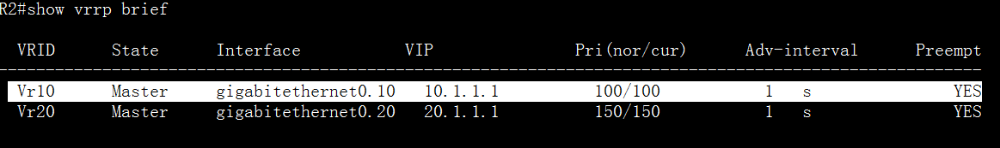 R2#show vrrp brief
VRID State Interface VIP Pri(nor/cur) Adv-interval Preempt
--------------------------------------------------------------------------------------------------------
Vr10 Master gigabitethernet0.10 10.1.1.1 100/100 1 s YES
Vr20 Master gigabitethernet0.20 20.1.1.1 150/150 1 s YES